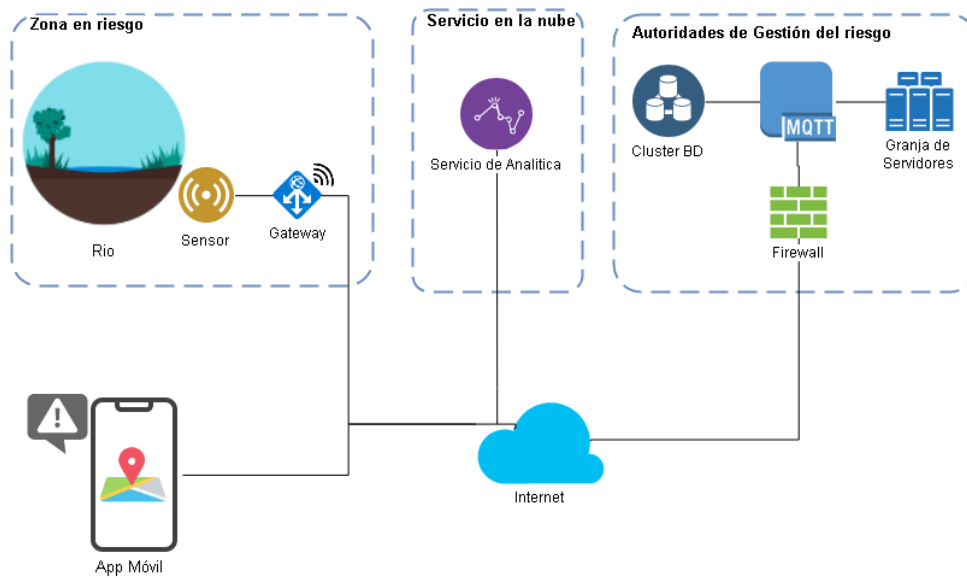 Zona en riesgo
Servicio en la nube
Autoridades de Gestión del riesgo
Rio
Sensor
Gateway
Servicio de Analítica
Cluster BD
MQTT
Granja de
Servidores
Firewall
Internet
App Móvil